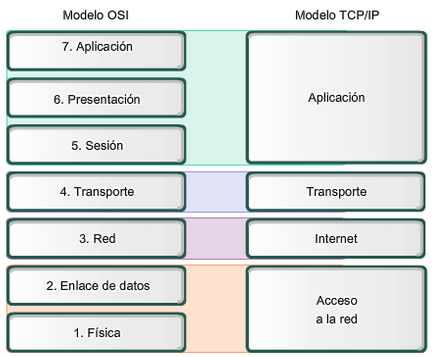 Modelo OSI
Modelo TCP/IP
7. Aplicación
6. Presentación
5. Sesión
Aplicación
4. Transporte
Transporte
3. Red
Internet
2. Enlace de datos
1. Física
Acceso
a la red